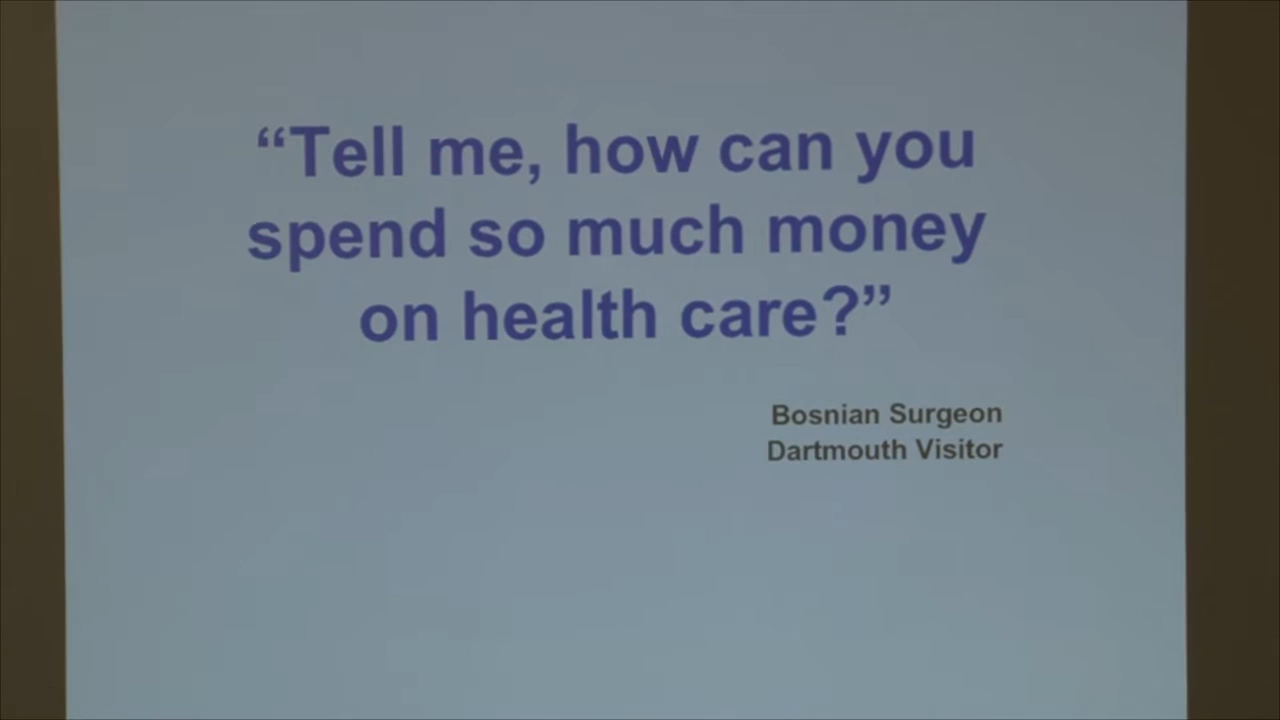 “Tell me, how can you
spend so much money
on health care?”
Bosnian Surgeon
Dartmouth Visitor